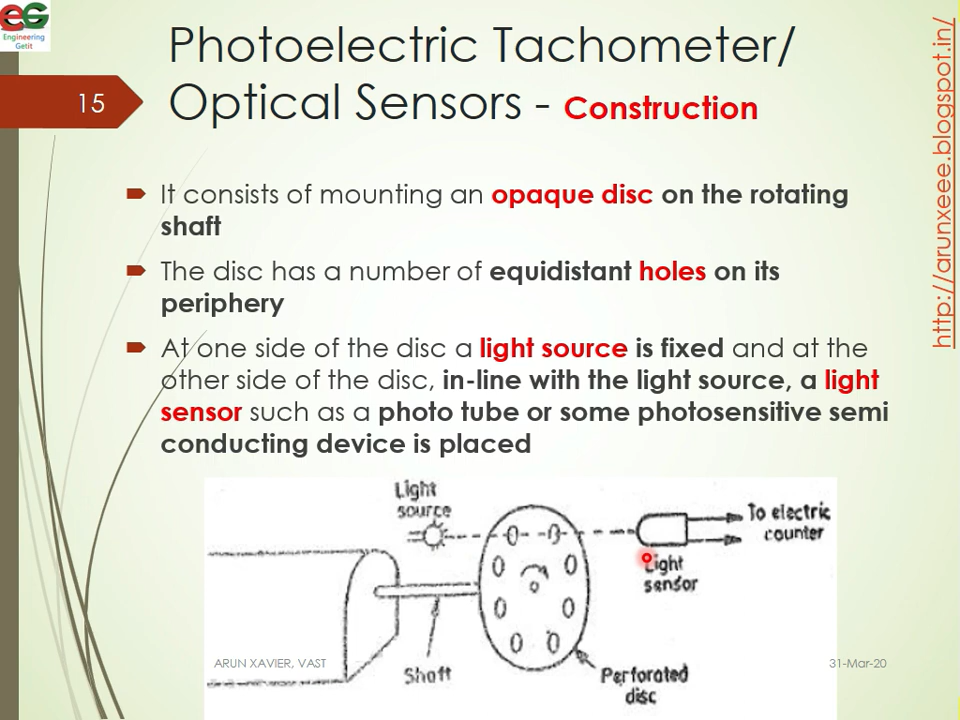 EG
Engineering
Getit
Photoelectric Tachometer/
Optical Sensors - Construction
15
http://arunxeee.blogspot.in/
It consists of mounting an opaque disc on the rotating
shaft
The disc has a number of equidistant holes on its
periphery
At one side of the disc a light source is fixed and at the
other side of the disc, in-line with the light source, a light
sensor such as a photo tube or some photosensitive semi
conducting device is placed
Light
source
To electric
counter
Light
sensor
Shaft
Perforated
disc
ARUN XAVIER, VAST
31-Mar-20